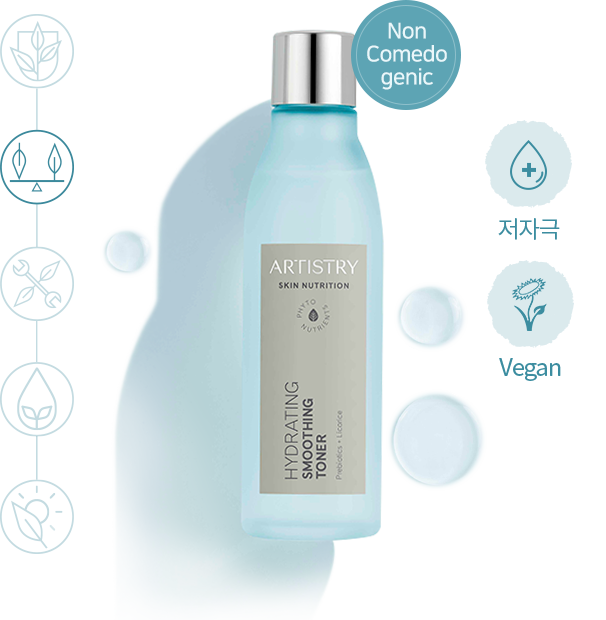 Non
Comedo
genic
ARTISTRY
SKIN NUTRITION
PHYTO
NUTRIENTS
HYDRATING
SMOOTHING
TONER
Prebiotics + Licorice
저자극
Vegan